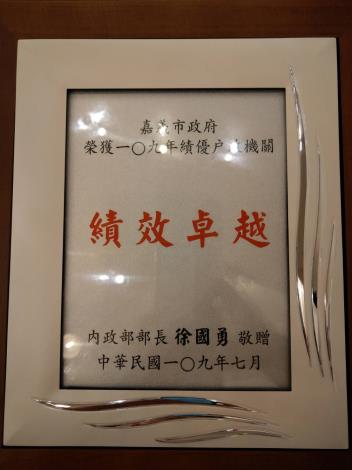 嘉義市政府
榮獲一〇九年績優户政機關
績效卓越
內政部部長 徐國勇 敬贈
中華民國一〇九年七月